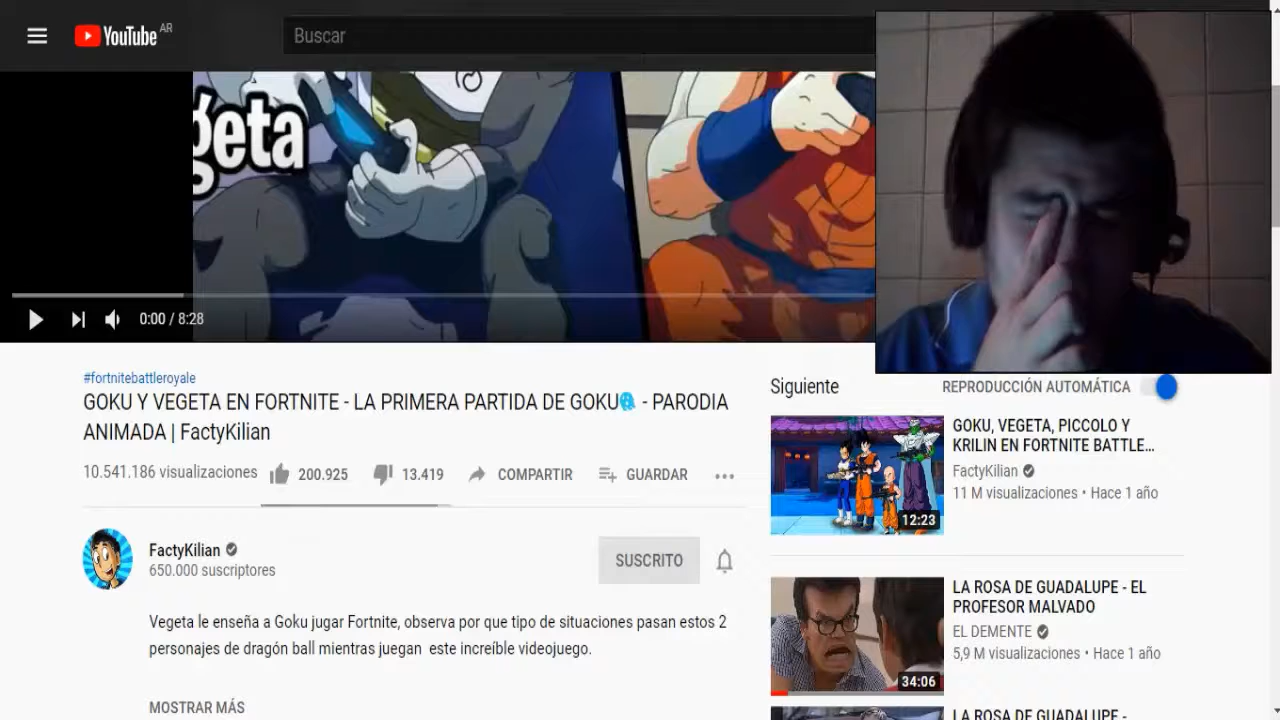 YouTube AR
Buscar
geta
0:00 / 8:28
#fortnitebattleroyale
GOKU Y VEGETA EN FORTNITE - LA PRIMERA PARTIDA DE GOKU - PARODIA
ANIMADA | FactyKilian
10.541.186 visualizaciones 200.925 13.419 COMPARTIR GUARDAR
FactyKilian
650.000 suscriptores
SUSCRITO
Vegeta le enseña a Goku jugar Fortnite, observa por que tipo de situaciones pasan estos 2
personajes de dragón ball mientras juegan este increíble videojuego.
MOSTRAR MÁS
Siguiente REPRODUCCIÓN AUTOMÁTICA
GOKU, VEGETA, PICCOLO Y
KRILIN EN FORTNITE BATTLE...
FactyKilian
11 M visualizaciones • Hace 1 año
12:23
LA ROSA DE GUADALUPE - EL
PROFESOR MALVADO
EL DEMENTE
5,9 M visualizaciones • Hace 1 año
34:06
LA ROSA DE GUADALUPE -